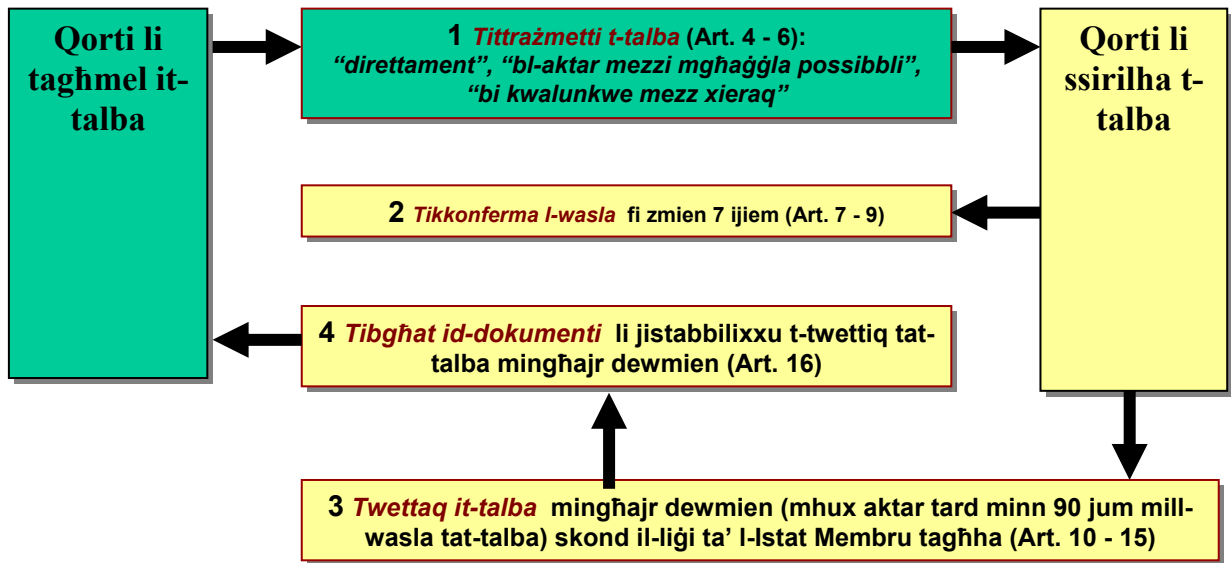 Qorti li
tagħmel it-
talba
1 Tittrażmetti t-talba (Art. 4 - 6):
“direttament”, “bl-aktar mezzi mgħaġġla possibbli”,
“bi kwalunkwe mezz xieraq”
Qorti li
ssirilha t-
talba
2 Tikkonferma l-wasla fi zmien 7 ijiem (Art. 7 - 9)
4 Tibgħat id-dokumenti li jistabbilixxu t-twettiq tat-
talba mingħajr dewmien (Art. 16)
3 Twettaq it-talba mingħajr dewmien (mhux aktar tard minn 90 jum mill-
wasla tat-talba) skond il-liġi ta’ l-Istat Membru tagħha (Art. 10 - 15)